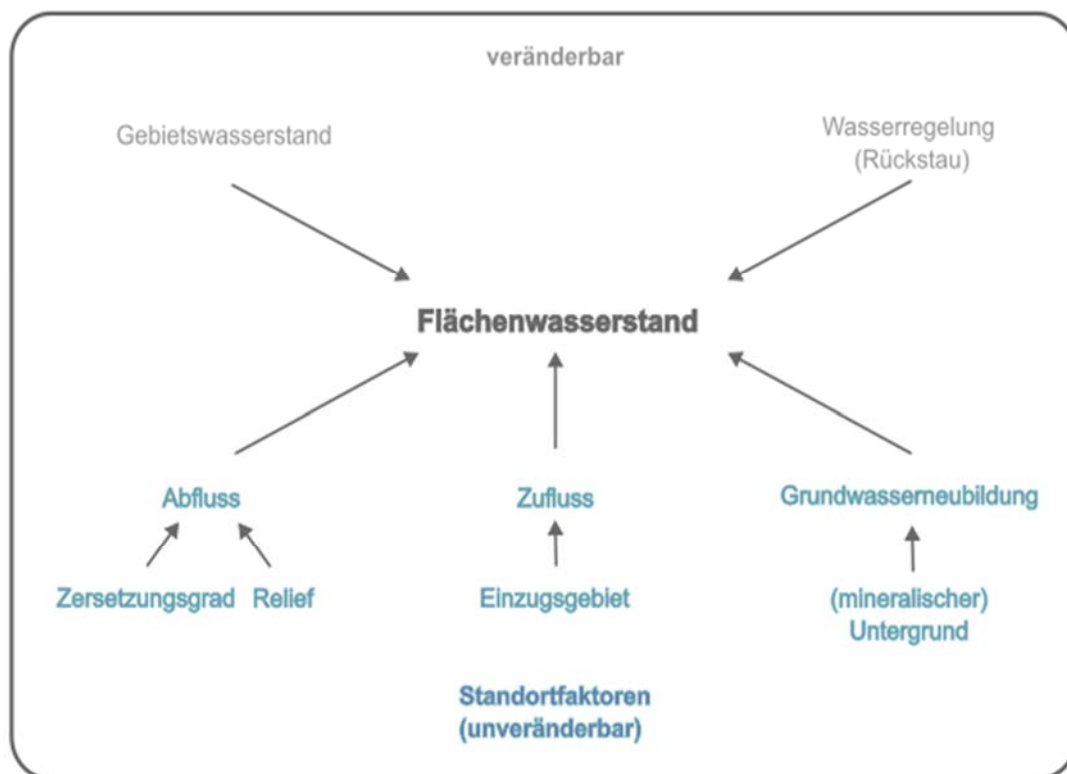 veränderbar
Gebietswasserstand
Wasserregelung
(Rückstau)
Flächenwasserstand
Abfluss
Zufluss
Grundwasserneubildung
Zersetzungsgrad
Relief
Einzugsgebiet
(mineralischer)
Untergrund
Standortfaktoren
(unveränderbar)